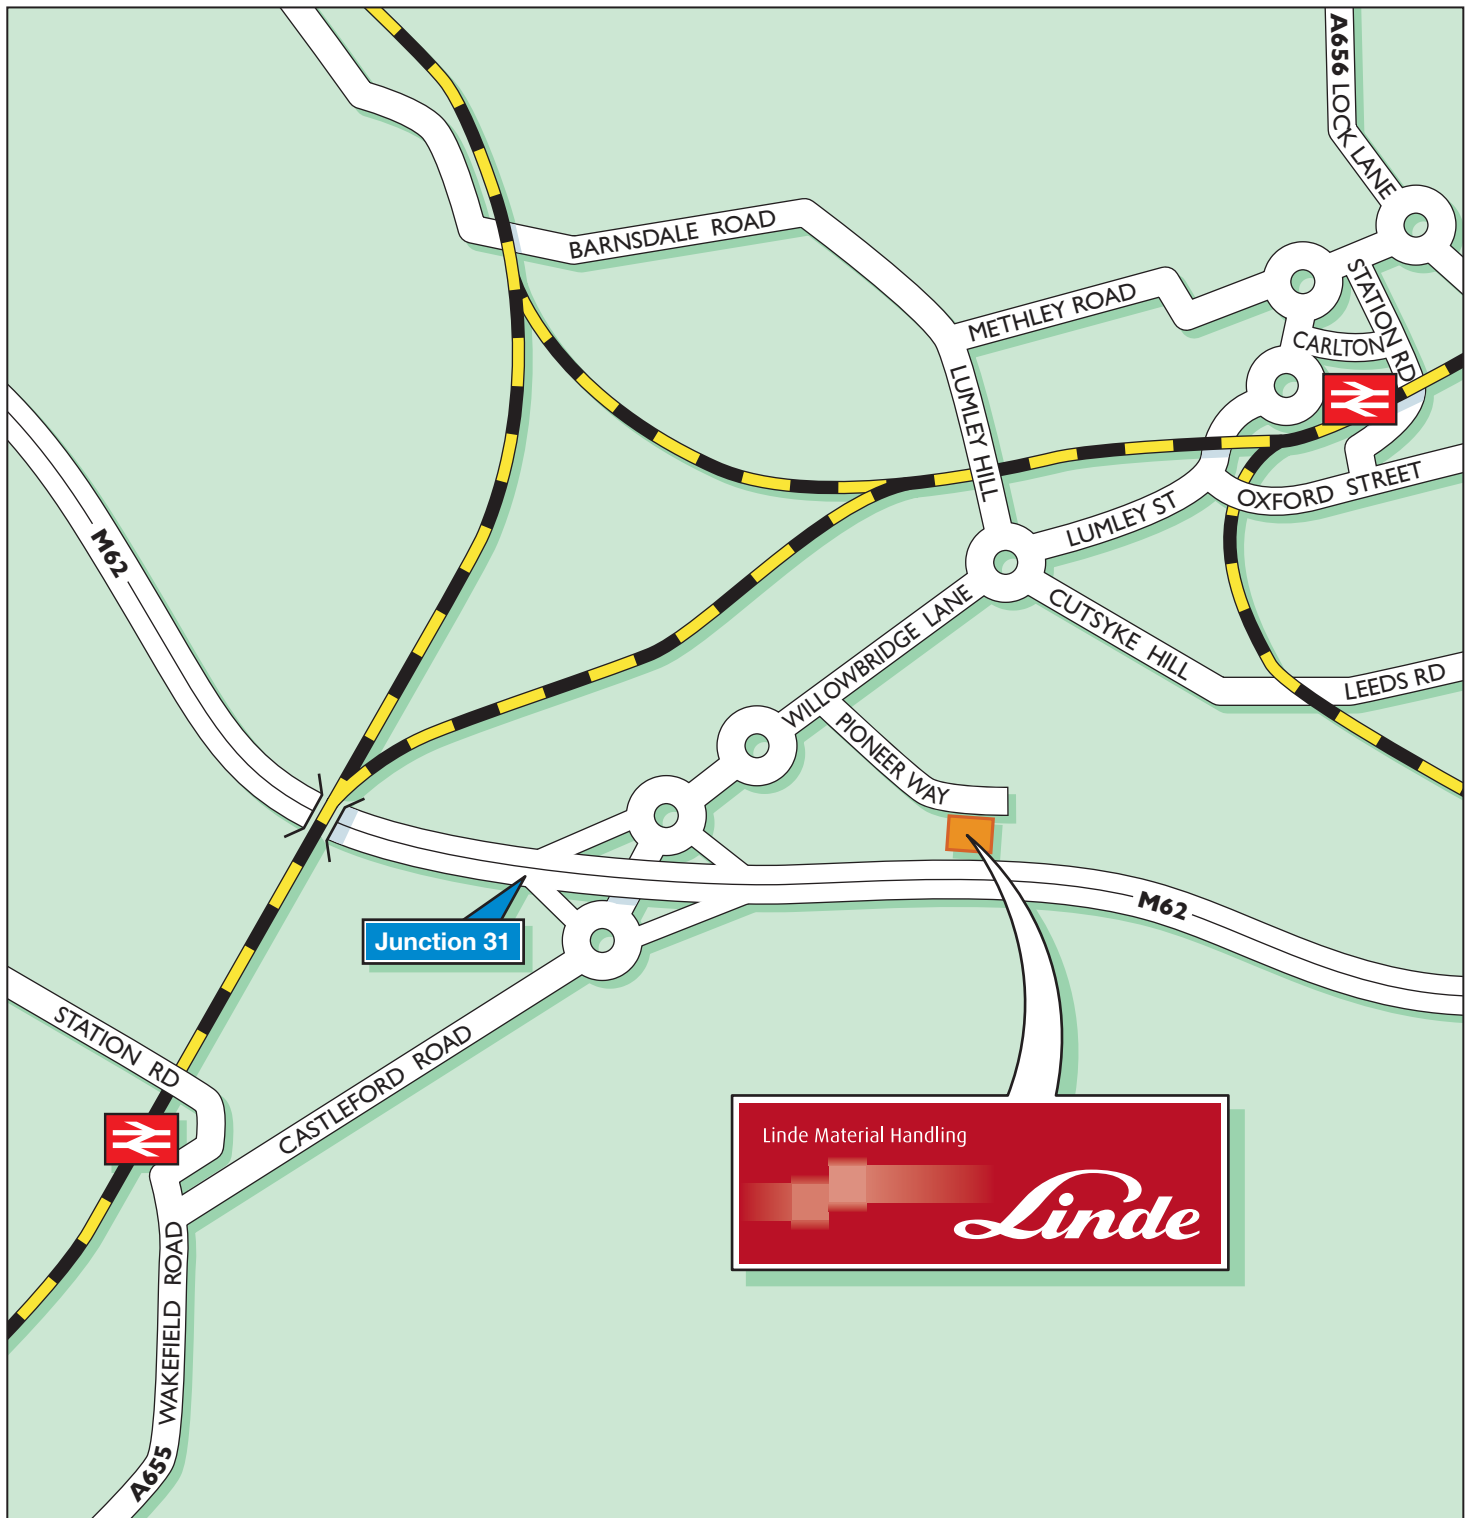 A656 LOCK LANE
BARNSDALE ROAD
METHLEY ROAD
STATION RD
CARLTON
LUMLEY HILL
OXFORD STREET
LUMLEY ST
M62
WILLOWBRIDGE LANE
CUTSYKE HILL
LEEDS RD
PIONEER WAY
M62
Junction 31
STATION RD
CASTLEFORD ROAD
Linde Material Handling
Linde
A655 WAKEFIELD ROAD